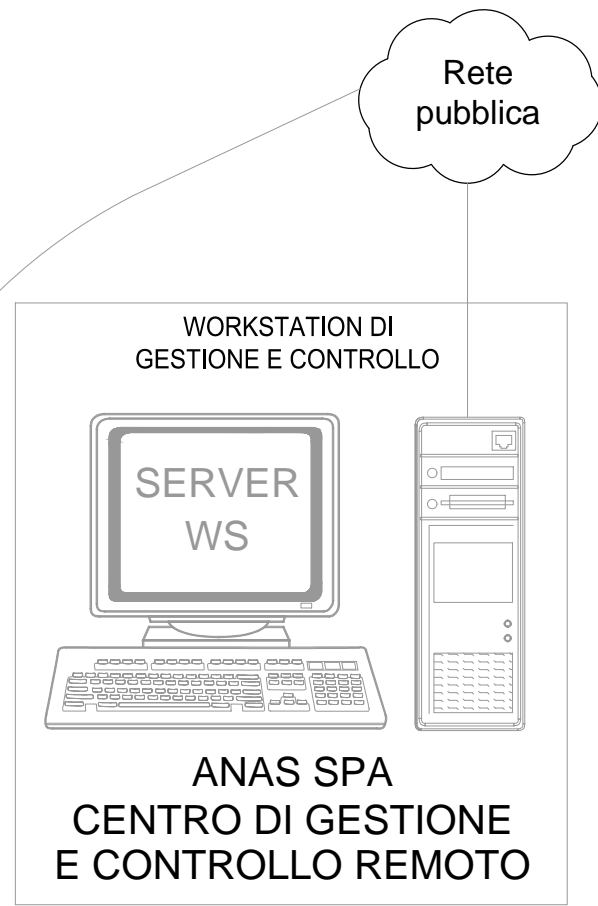 Rete
pubblica
WORKSTATION DI
GESTIONE E CONTROLLO
SERVER
WS
ANAS SPA
CENTRO DI GESTIONE
E CONTROLLO REMOTO